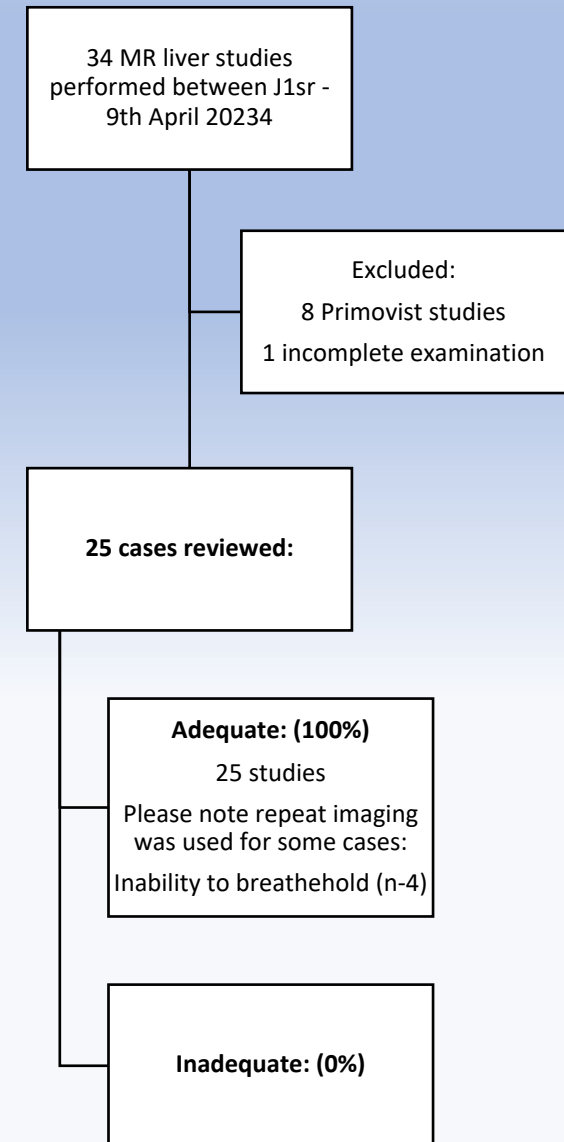 34 MR liver studies
performed between J1sr -
9th April 20234
Excluded:
8 Primovist studies
1 incomplete examination
25 cases reviewed:
Adequate: (100%)
25 studies
Please note repeat imaging
was used for some cases:
Inability to breathehold (n-4)
Inadequate: (0%)